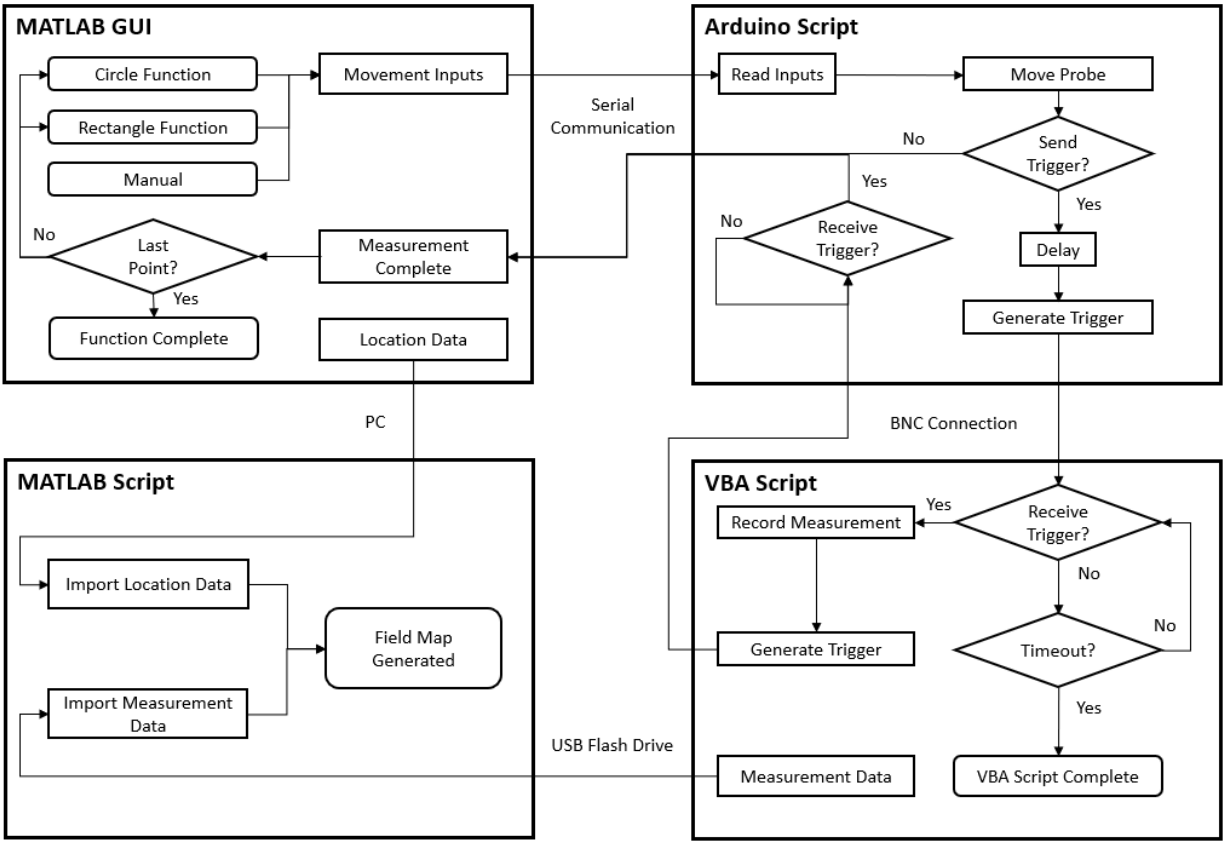 MATLAB GUI
Circle Function
Rectangle Function
Manual
Movement Inputs
No
Last
Point?
Yes
Function Complete
Measurement
Complete
Location Data
Serial
Communication
Arduino Script
Read Inputs
Move Probe
No
Send
Trigger?
Yes
Yes
No
Receive
Trigger?
Delay
Generate Trigger
PC
BNC Connection
MATLAB Script
Import Location Data
Field Map
Generated
Import Measurement
Data
USB Flash Drive
VBA Script
Record Measurement
Yes
Receive
Trigger?
No
Generate Trigger
Timeout?
No
Yes
Measurement Data
VBA Script Complete